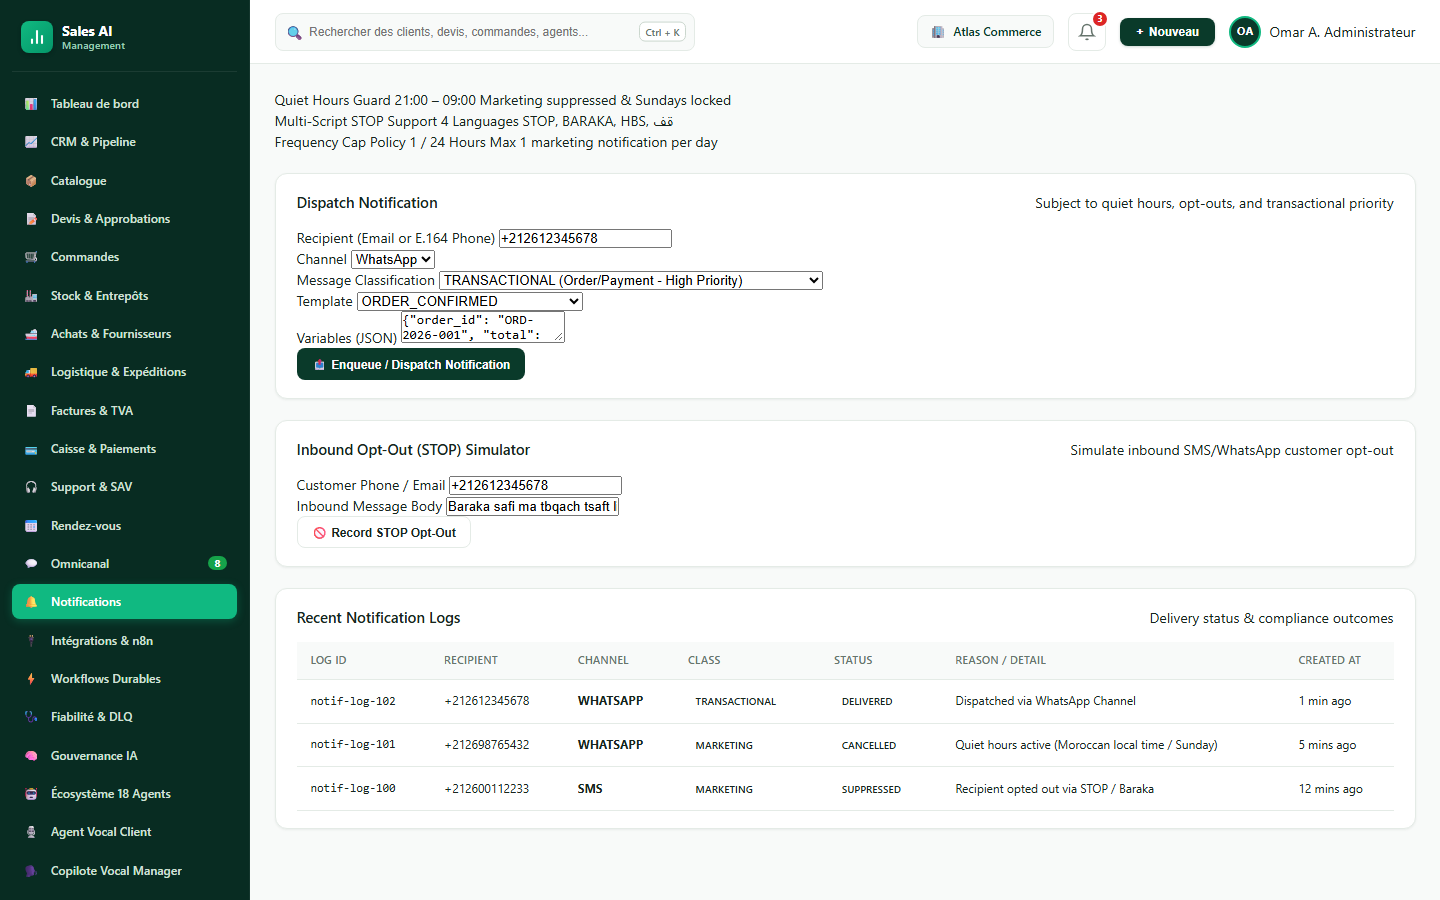 Sales AI
Management
Tableau de bord
CRM & Pipeline
Catalogue
Devis & Approbations
Commandes
Stock & Entrepôts
Achats & Fournisseurs
Logistique & Expéditions
Factures & TVA
Caisse & Paiements
Support & SAV
Rendez-vous
Omnicanal 8
Notifications
Intégrations & n8n
Workflows Durables
Fiabilité & DLQ
Gouvernance IA
Écosystème 18 Agents
Agent Vocal Client
Copilote Vocal Manager
Rechercher des clients, devis, commandes, agents... Ctrl + K
Atlas Commerce
3
+ Nouveau
OA Omar A. Administrateur
Quiet Hours Guard 21:00 – 09:00 Marketing suppressed & Sundays locked
Multi-Script STOP Support 4 Languages STOP, BARAKA, HBS, قف
Frequency Cap Policy 1 / 24 Hours Max 1 marketing notification per day
Dispatch Notification Subject to quiet hours, opt-outs, and transactional priority
Recipient (Email or E.164 Phone) +212612345678
Channel WhatsApp
Message Classification TRANSACTIONAL (Order/Payment - High Priority)
Template ORDER_CONFIRMED
Variables (JSON) {"order_id": "ORD-
2026-001", "total":
Enqueue / Dispatch Notification
Inbound Opt-Out (STOP) Simulator Simulate inbound SMS/WhatsApp customer opt-out
Customer Phone / Email +212612345678
Inbound Message Body Baraka safi ma tbqach tsaft
Record STOP Opt-Out
Recent Notification Logs Delivery status & compliance outcomes
LOG ID RECIPIENT CHANNEL CLASS STATUS REASON / DETAIL CREATED AT
notif-log-102 +212612345678 WHATSAPP TRANSACTIONAL DELIVERED Dispatched via WhatsApp Channel 1 min ago
notif-log-101 +212698765432 WHATSAPP MARKETING CANCELLED Quiet hours active (Moroccan local time / Sunday) 5 mins ago
notif-log-100 +212600112233 SMS MARKETING SUPPRESSED Recipient opted out via STOP / Baraka 12 mins ago